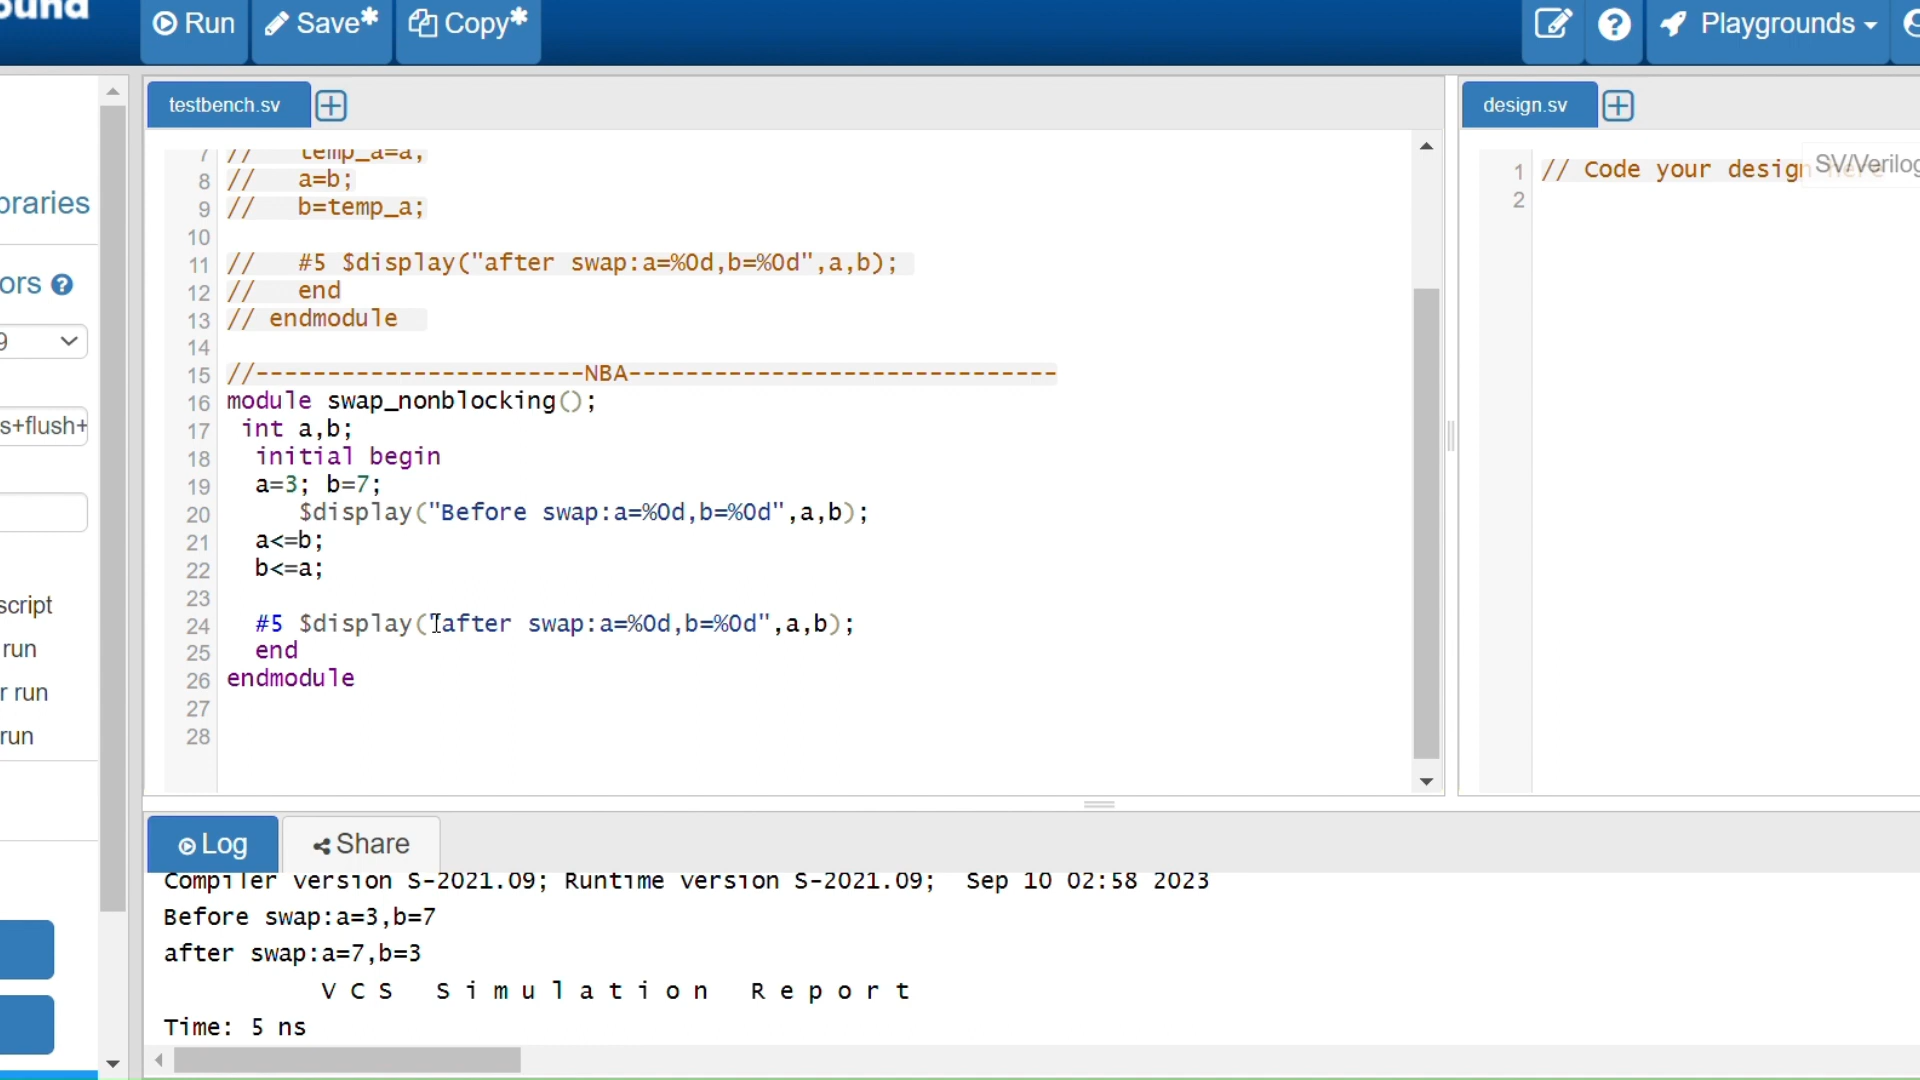 Run Save* Copy* Playgrounds
testbench.sv
design.sv
braries
ors
9
s+flush+
script
run
r run
run
7 // temp_a=a;
8 // a=b;
9 // b=temp_a;
10
11 // #5 $display("after swap:a=%0d,b=%0d",a,b);
12 // end
13 // endmodule
14
15 //-----------------------NBA------------------------------
16 module swap_nonblocking();
17 int a,b;
18 initial begin
19 a=3; b=7;
20 $display("Before swap:a=%0d,b=%0d",a,b);
21 a<=b;
22 b<=a;
23
24 #5 $display("after swap:a=%0d,b=%0d",a,b);
25 end
26 endmodule
27
28
1 // Code your design here
SV/Verilog
2
Log Share
Compiler version S-2021.09; Runtime version S-2021.09; Sep 10 02:58 2023
Before swap:a=3,b=7
after swap:a=7,b=3
V C S S i m u l a t i o n R e p o r t
Time: 5 ns